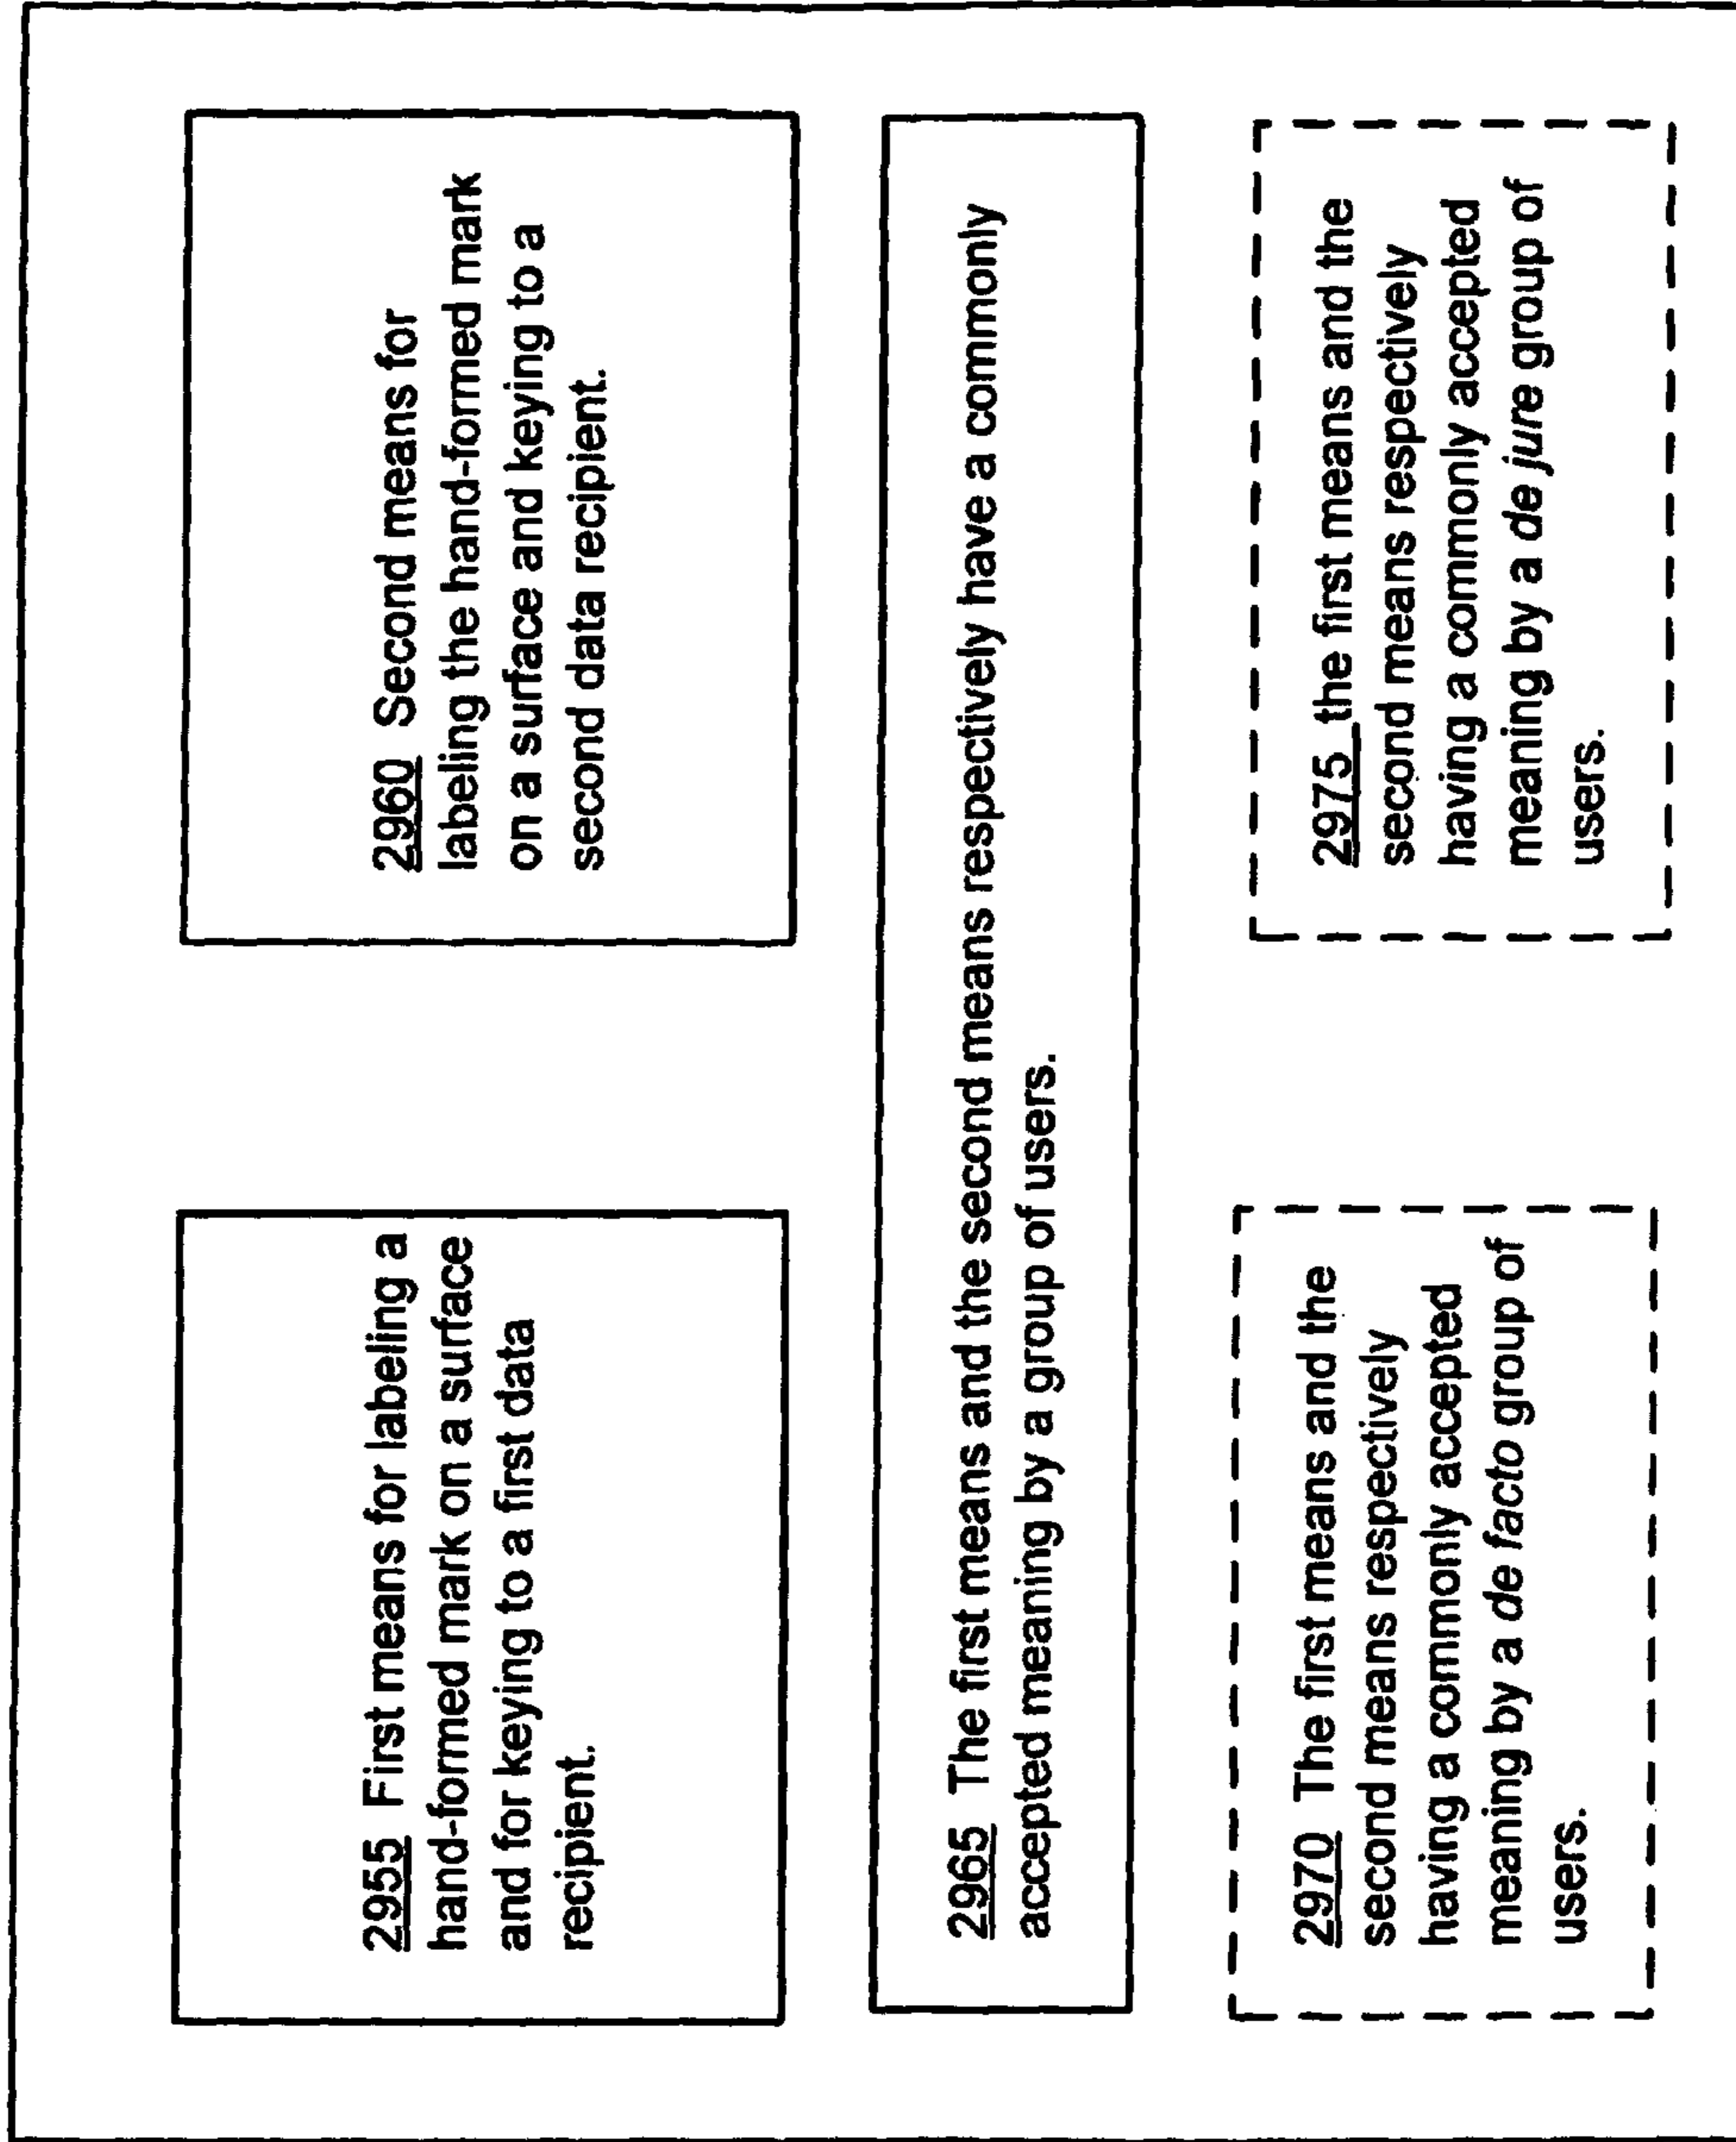 2955 First means for labeling a
hand-formed mark on a surface
and for keying to a first data
recipient.
2960 Second means for
labeling the hand-formed mark
on a surface and keying to a
second data recipient.
2965 The first means and the second means respectively have a commonly
accepted meaning by a group of users.
2970 The first means and the
second means respectively
having a commonly accepted
meaning by a de facto group of
users.
2975 the first means and the
second means respectively
having a commonly accepted
meaning by a de jure group of
users.